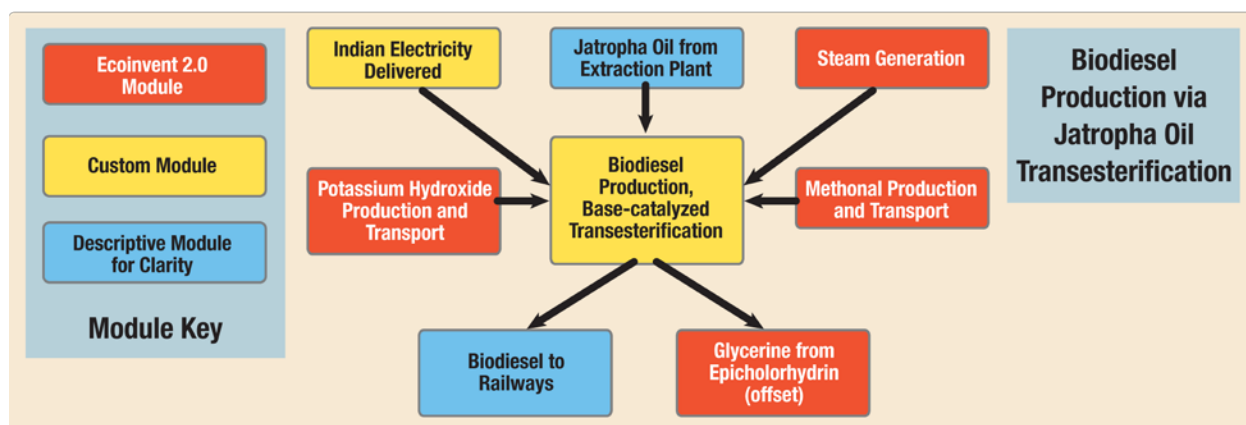 Ecoinvent 2.0
Module
Custom Module
Descriptive Module
for Clarity
Module Key
Indian Electricity
Delivered
Jatropha Oil from
Extraction Plant
Steam Generation
Potassium Hydroxide
Production and
Transport
Biodiesel
Production,
Base-catalyzed
Transesterification
Methonal Production
and Transport
Biodiesel to
Railways
Glycerine from
Epicholorhydrin
(offset)
Biodiesel
Production via
Jatropha Oil
Transesterification